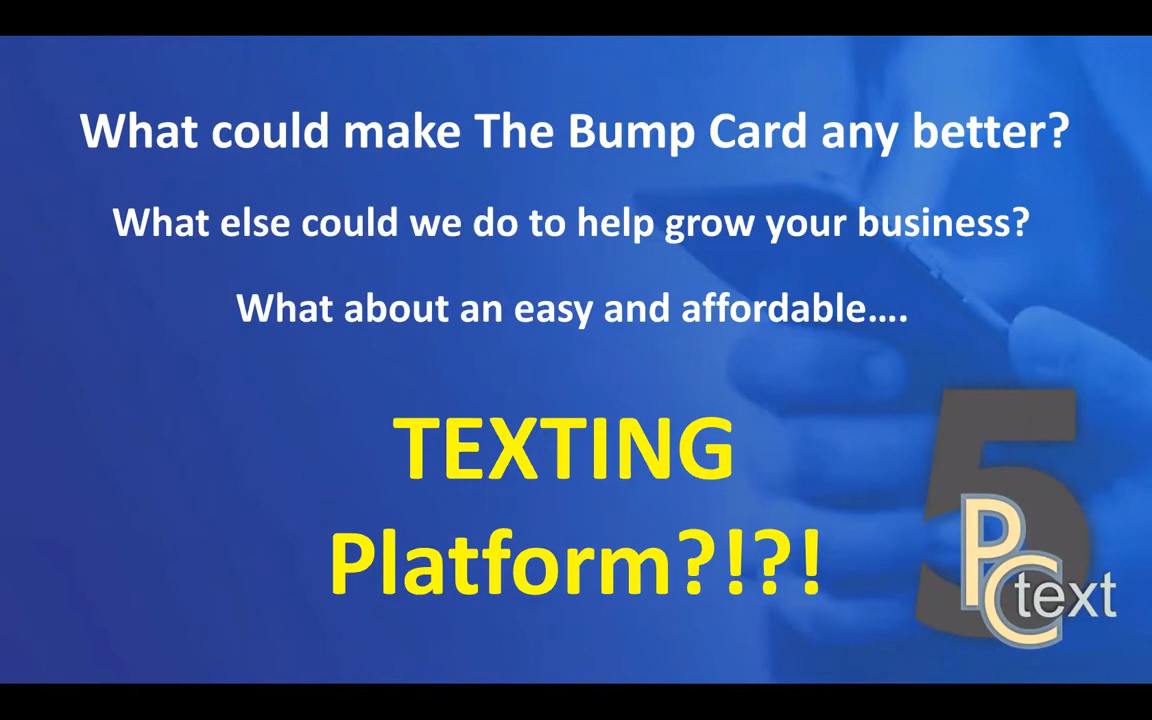 What could make The Bump Card any better?
What else could we do to help grow your business?
What about an easy and affordable....
TEXTING
Platform?!?!
5
PC
text